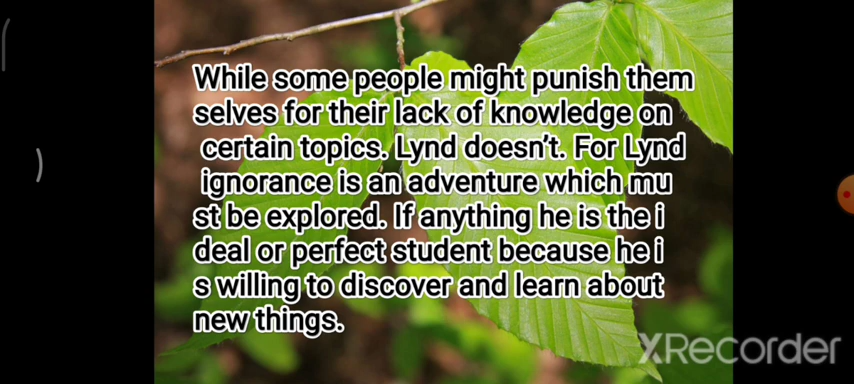 While some people might punish them
selves for their lack of knowledge on
certain topics. Lynd doesn't. For Lynd
ignorance is an adventure which mu
st be explored. If anything he is the i
deal or perfect student because he i
s willing to discover and learn about
new things.
XRecorder